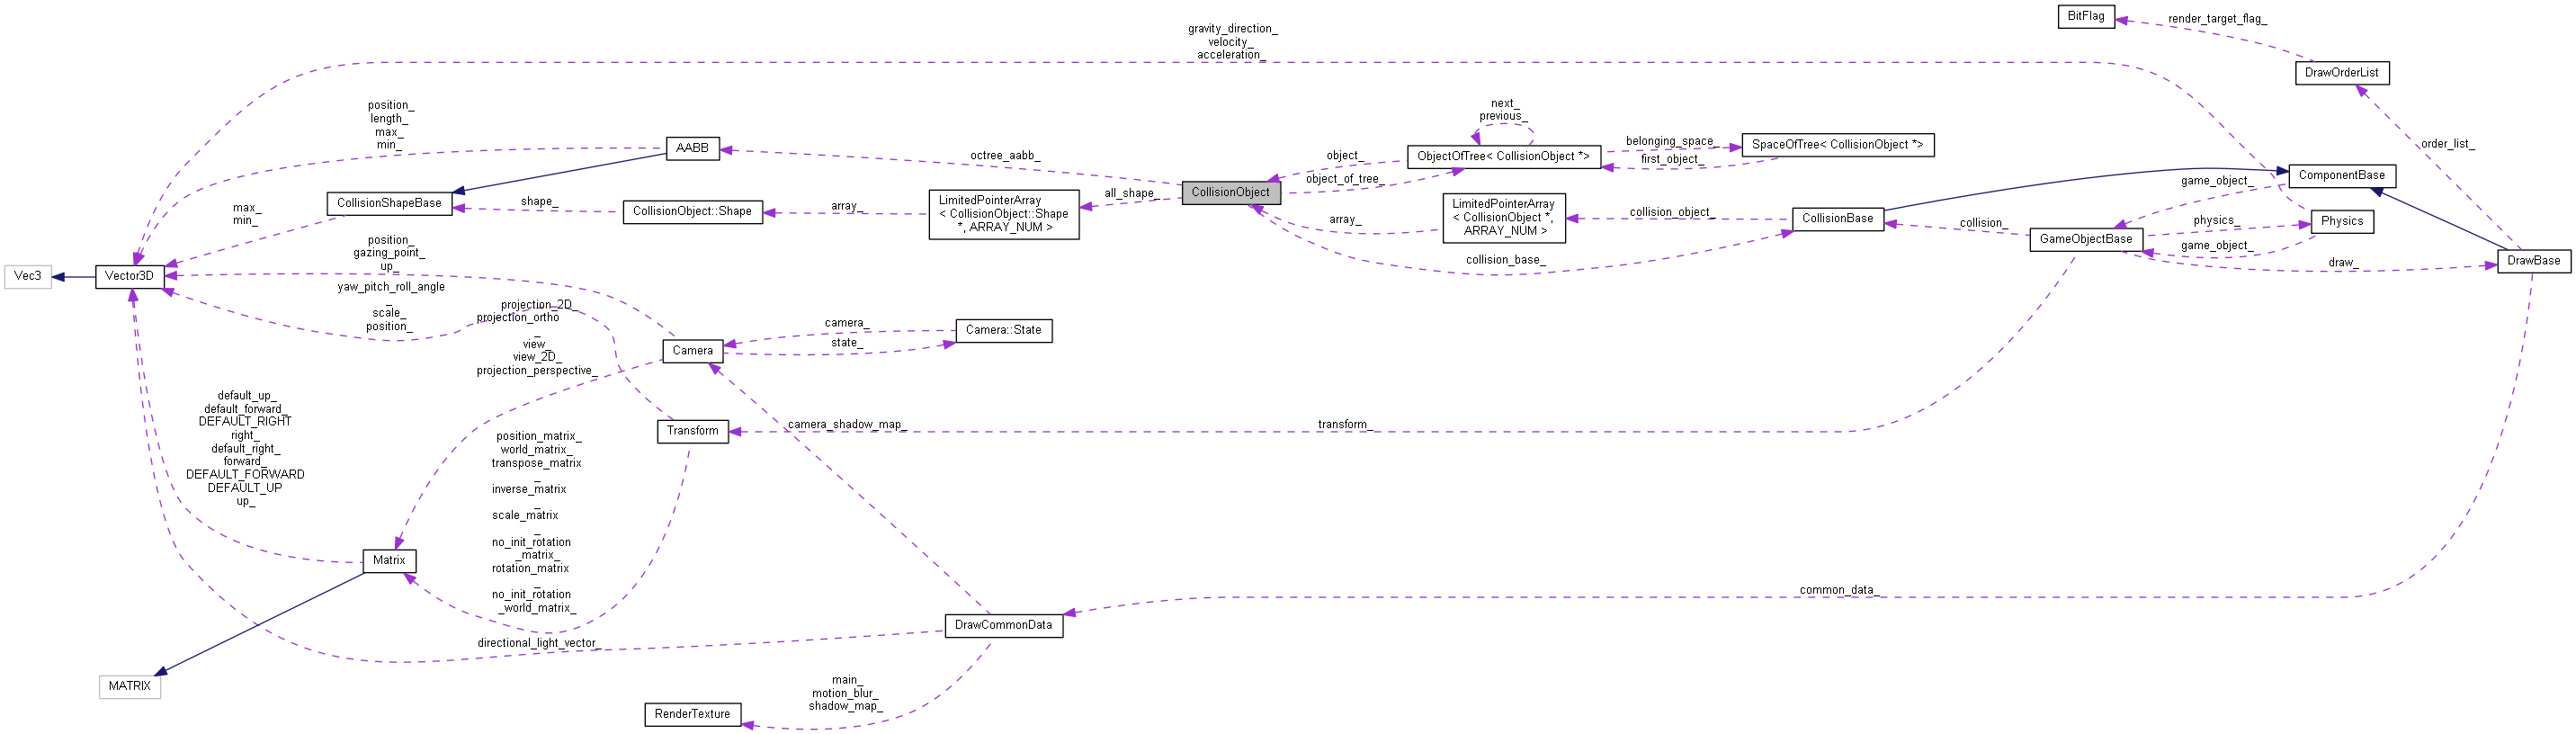 BitFlag
render_target_flag_
gravity_direction_
velocity_
acceleration_
DrawOrderList
position_
length_
max_
min_
AABB
octree_aabb_
next_
previous_
object_
ObjectOfTree< CollisionObject *>
belonging_space_
first_object_
SpaceOfTree< CollisionObject *>
order_list_
object_of_tree_
CollisionObject
all_shape_
ComponentBase
game_object_
CollisionShapeBase
max_
min_
shape_
CollisionObject::Shape
array_
LimitedPointerArray
< CollisionObject::Shape
*, ARRAY_NUM >
array_
LimitedPointerArray
< CollisionObject *,
ARRAY_NUM >
collision_object_
CollisionBase
collision_
physics_
Physics
GameObjectBase
game_object_
draw_
DrawBase
collision_base_
position_
gazing_point_
up_
Vec3
Vector3D
yaw_pitch_roll_angle
_
scale_
position_
projection_2D_
projection_ortho
_
view_
view_2D_
projection_perspective_
camera_
state_
Camera::State
Camera
default_up_
default_forward_
DEFAULT_RIGHT
right_
default_right_
forward_
DEFAULT_FORWARD
DEFAULT_UP
up_
Transform
camera_shadow_map_
transform_
position_matrix_
world_matrix_
transpose_matrix
_
inverse_matrix
_
scale_matrix
_
no_init_rotation
_matrix_
rotation_matrix
_
no_init_rotation
_world_matrix_
Matrix
common_data_
DrawCommonData
directional_light_vector_
MATRIX
main_
motion_blur_
shadow_map_
RenderTexture